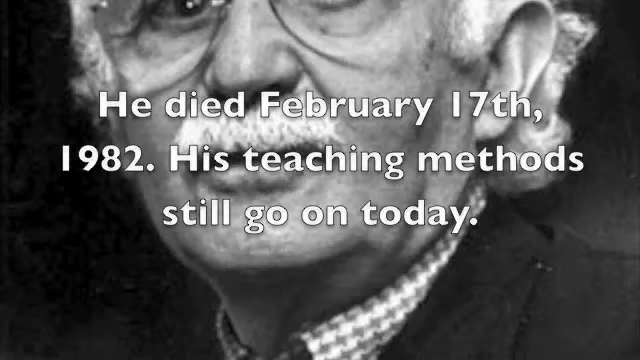 He died February 17th,
1982. His teaching methods
still go on today.